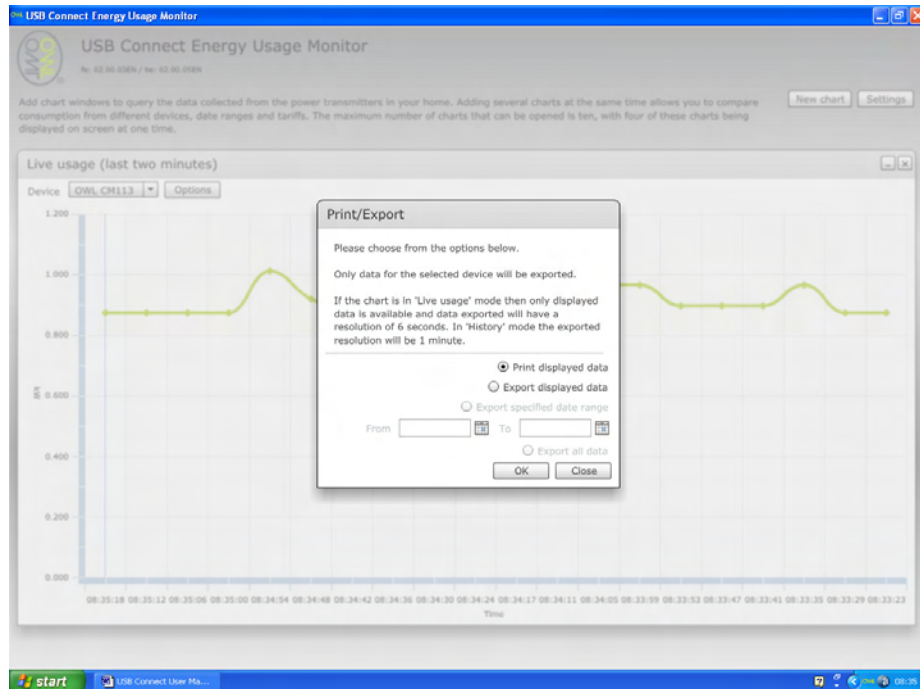 USB Connect Energy Usage Monitor
USB Connect Energy Usage Monitor
Add chart windows to query the data collected from the power transmitters in your home. Adding several charts at the same time allows you to compare
consumption from different devices, date ranges and tariffs. The maximum number of charts that can be opened is ten, with four of these charts being
displayed on screen at one time.
New chart
Settings
Live usage (last two minutes)
Device OWL CM113 Options
1.200
1.000
0.800
0.600
0.400
0.200
0.000
kW
08:35:18 08:35:12 08:35:06 08:35:00 08:34:54 08:34:48 08:34:42 08:34:36 08:34:30 08:34:24 08:34:17 08:34:11 08:34:05 08:33:59 08:33:53 08:33:47 08:33:41 08:33:35 08:33:29 08:33:23
Time
Print/Export
Please choose from the options below.
Only data for the selected device will be exported.
If the chart is in 'Live usage' mode then only displayed
data is available and data exported will have a
resolution of 6 seconds. In 'History' mode the exported
resolution will be 1 minute.
Print displayed data
Export displayed data
Export specified date range
From To
Export all data
OK Close
start
USB Connect User Ma...
08:35